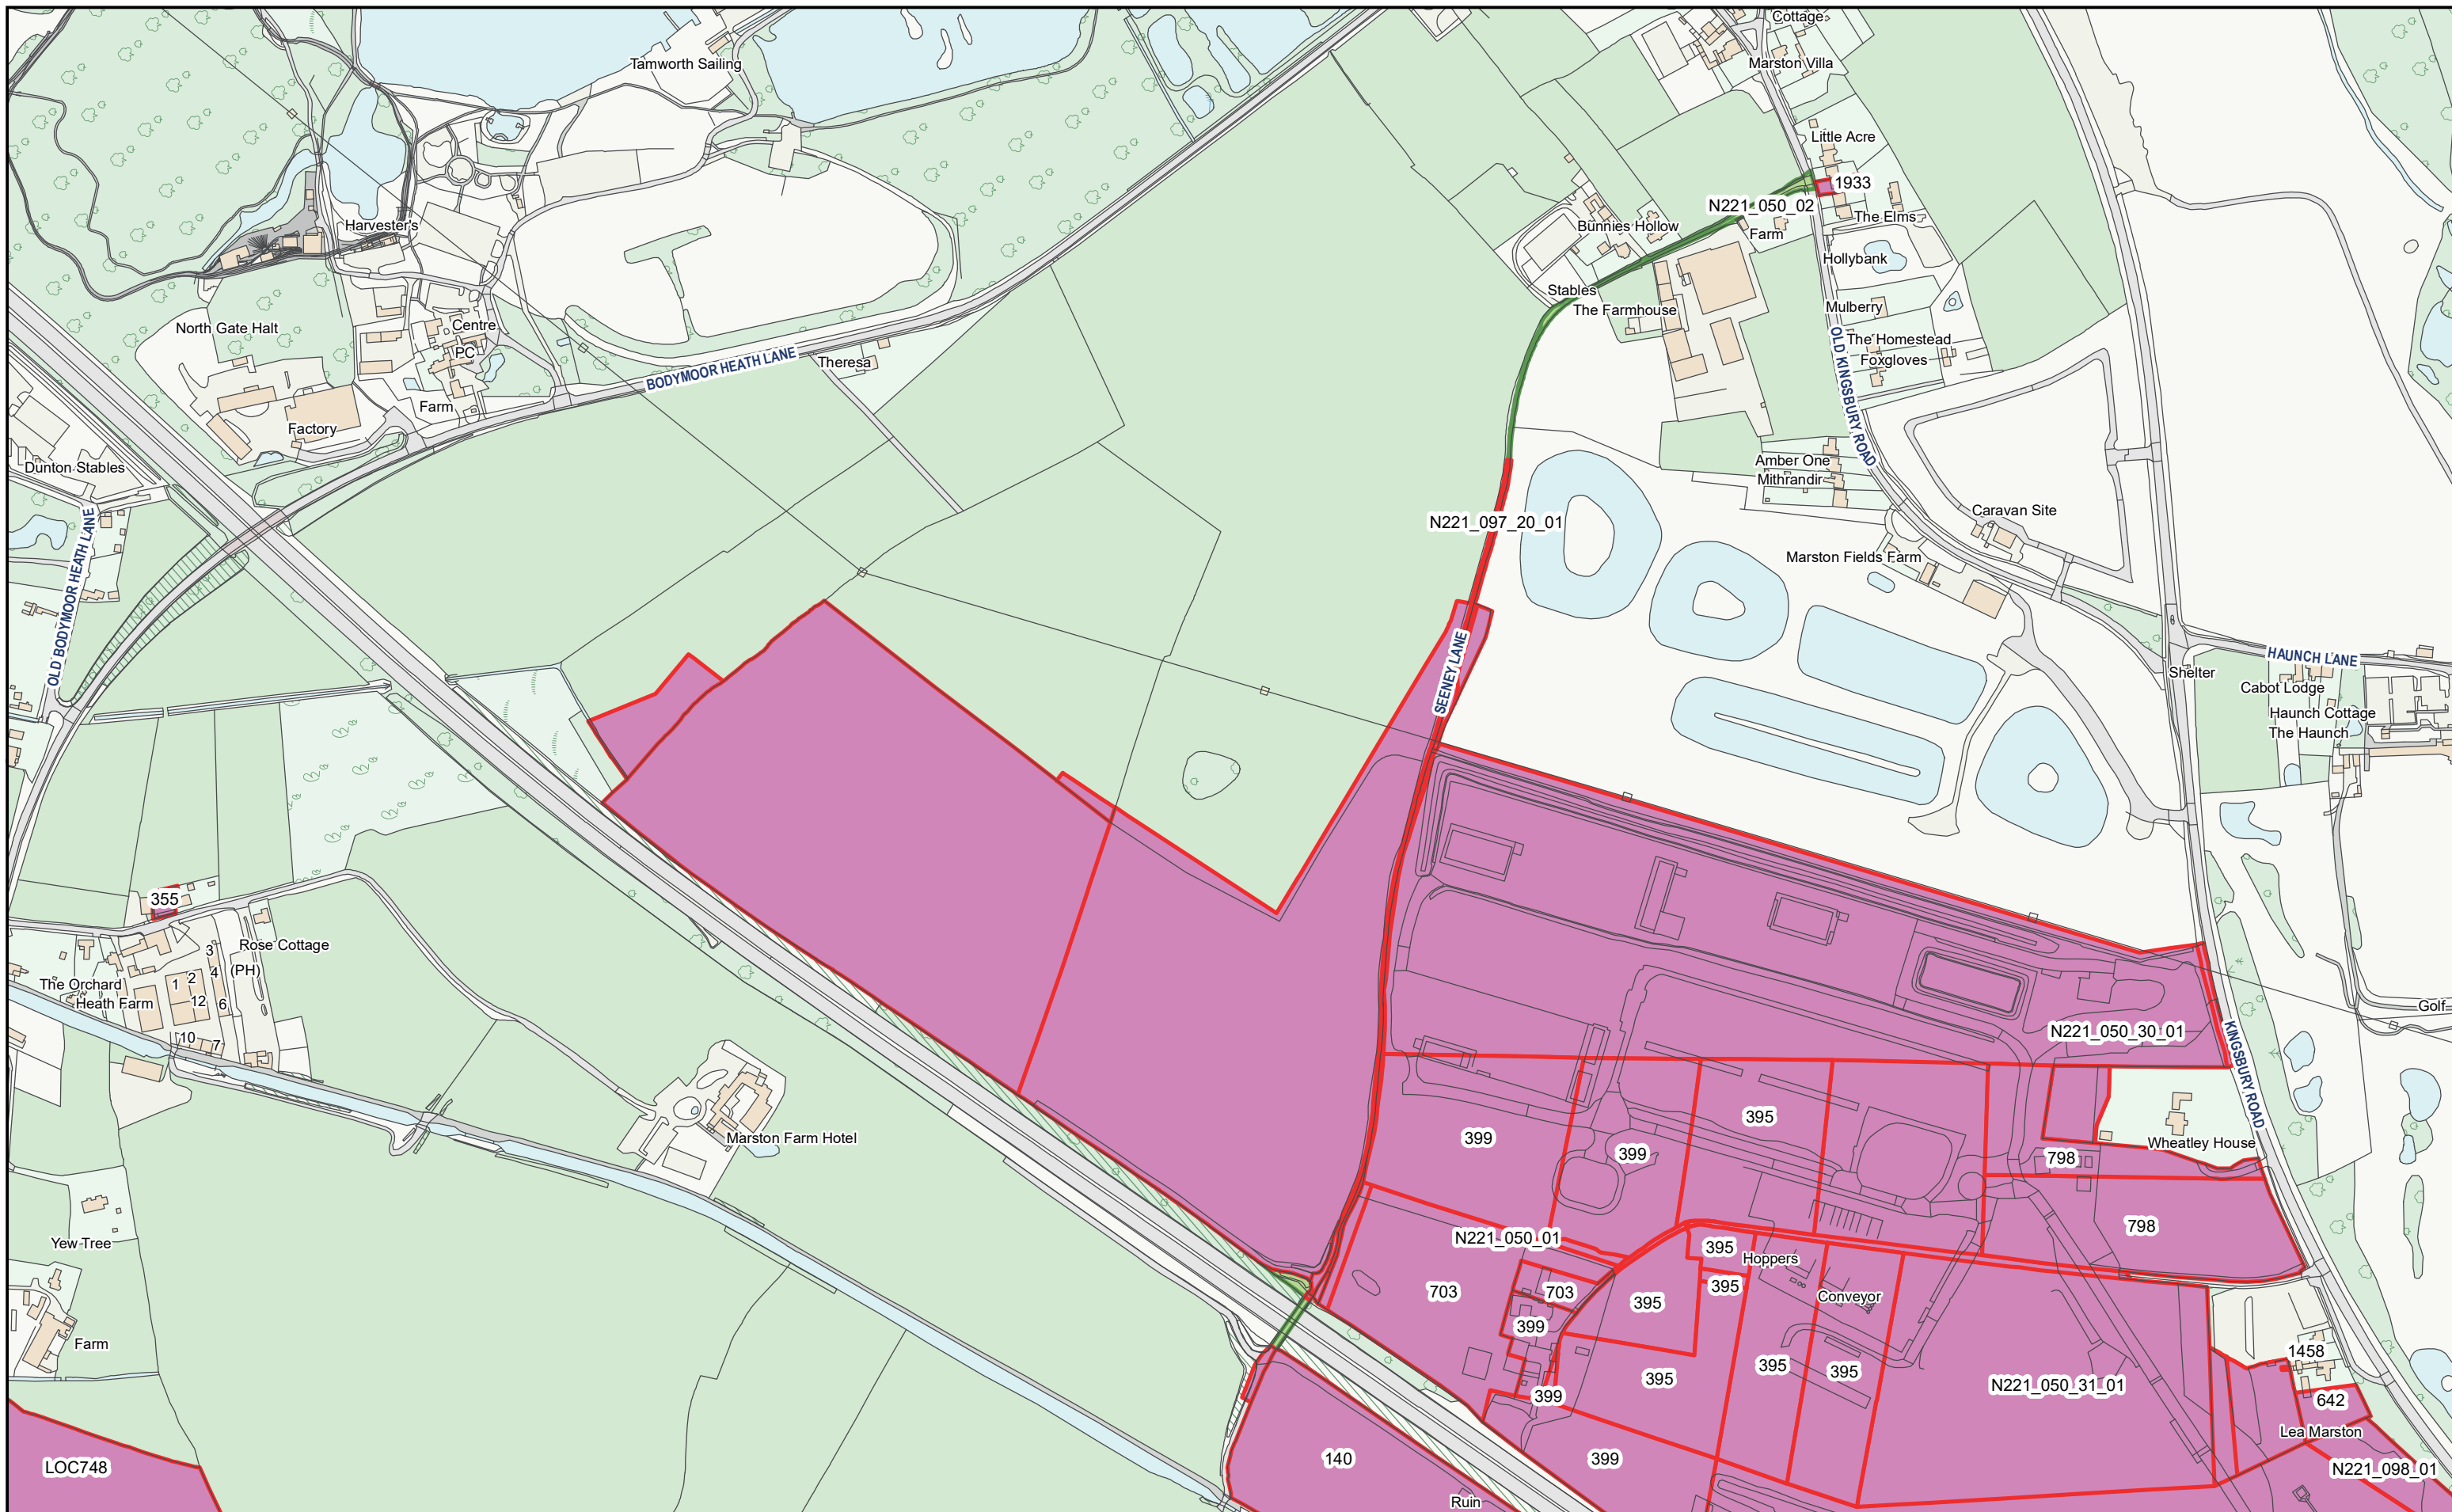 Cottage
Tamworth Sailing
Marston Villa
Little Acre
1933
N221_050_02
The Elms
Harvester's
Bunnies Hollow
Farm
Hollybank
Stables
The Farmhouse
Mulberry
North Gate Halt
Centre
PC
BODYMOOR HEATH LANE
Theresa
OLD KINGSBURY ROAD
The Homestead
Foxgloves
Farm
Factory
Dunton Stables
Amber One
Mithrandir
N221_097_20_01
Caravan Site
Marston Fields Farm
OLD BODYMOOR HEATH LANE
SEENEY LANE
HAUNCH LANE
Shelter
Cabot Lodge
Haunch Cottage
The Haunch
355
Rose Cottage
3
(PH)
4
2
1
The Orchard
Heath Farm
12
6
10
7
Golf
N221_050_30_01
KINGSBURY ROAD
395
399
399
Marston Farm Hotel
Wheatley House
798
798
Yew Tree
N221_050_01
395
Hoppers
395
703
703
395
Conveyor
399
Farm
1458
395
395
395
N221_050_31_01
399
642
Lea Marston
LOC748
140
399
N221_098_01
Ruin